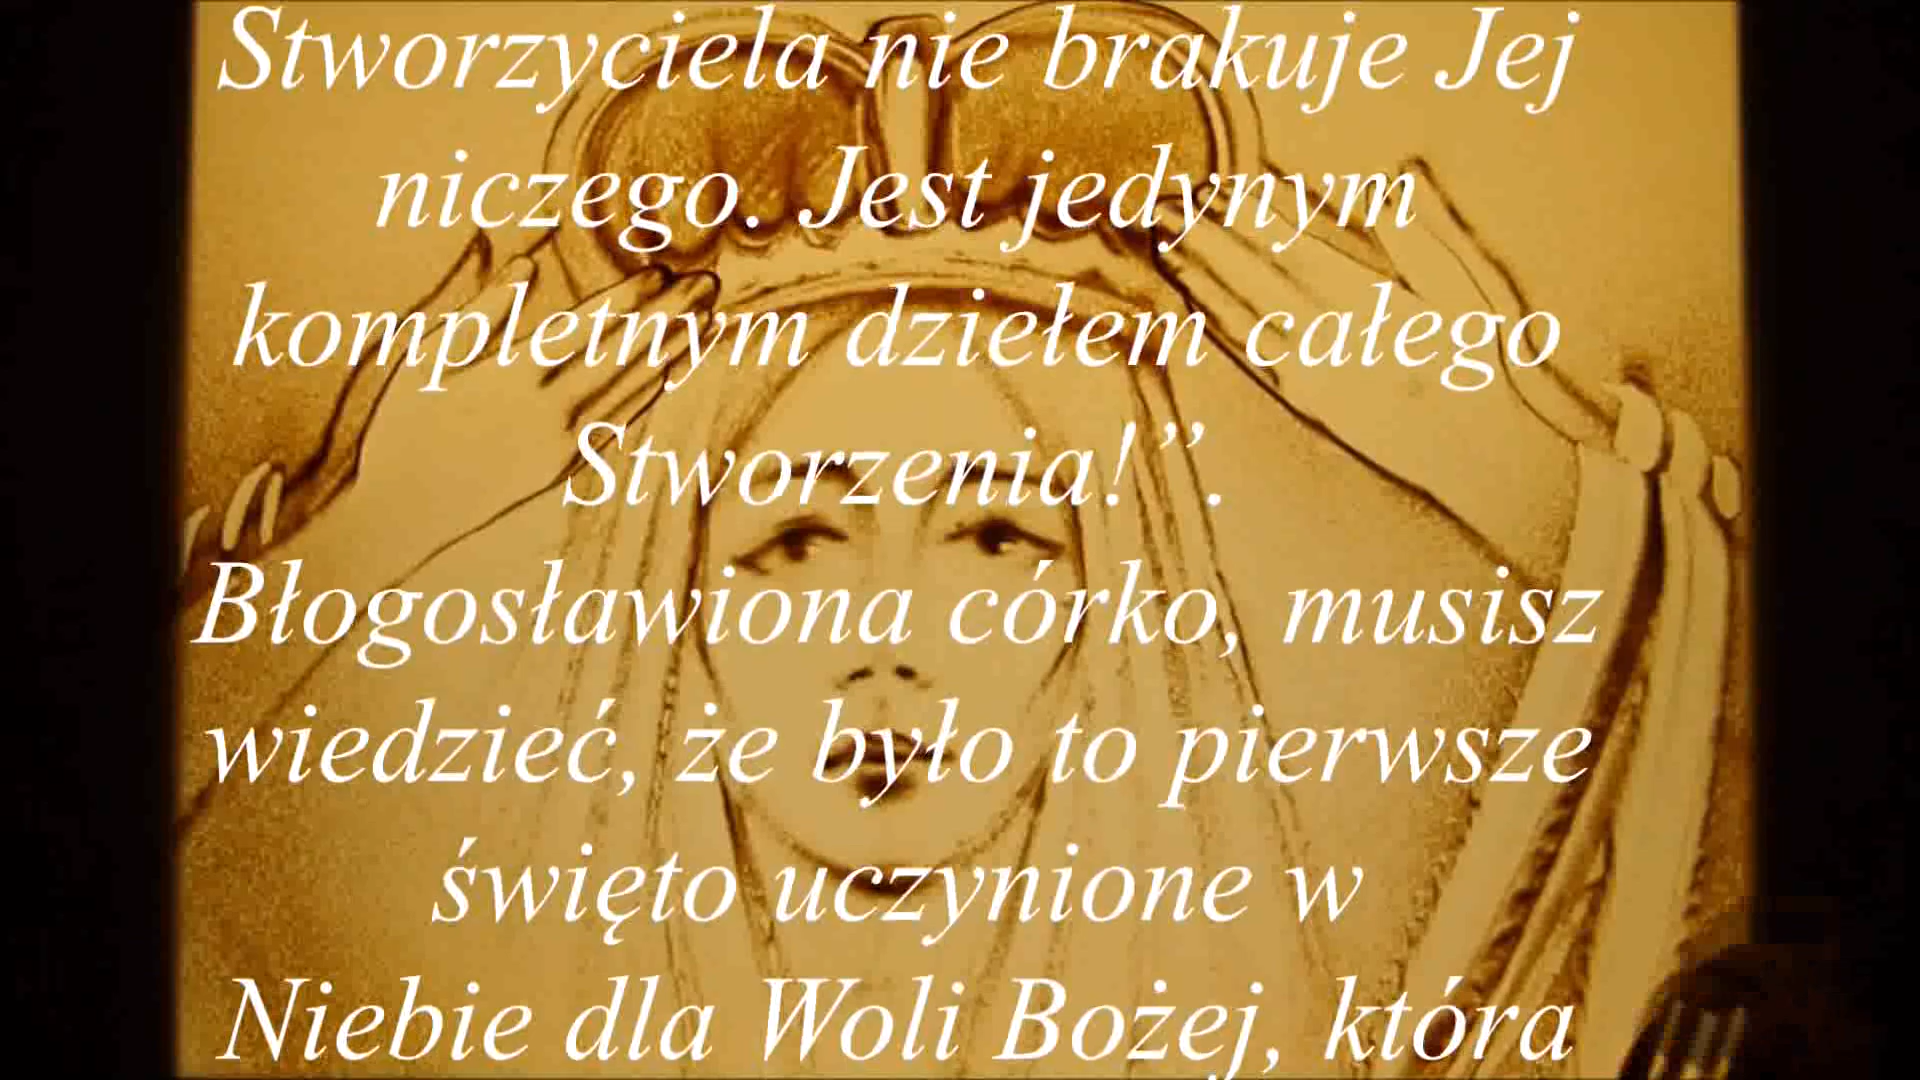 Stworzyciela nie brakuje Jej
niczego. Jest jedynym
kompletnym dziełem całego
Stworzenia!”.
Błogosławiona córko, musisz
wiedzieć, że było to pierwsze
święto uczynione w
Niebie dla Woli Bożej, która